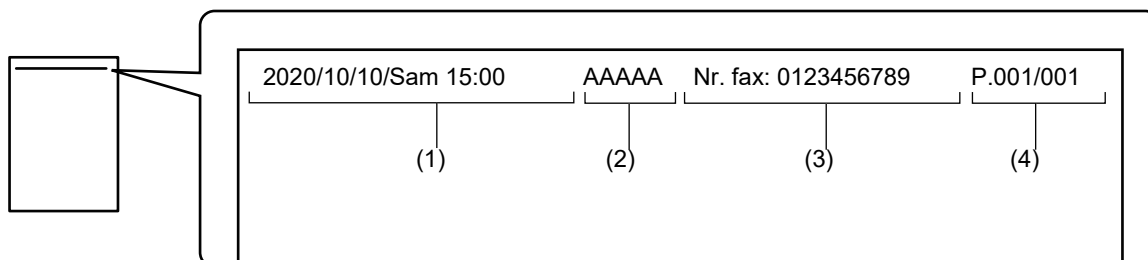 2020/10/10/Sam 15:00 AAAAA Nr. fax: 0123456789 P.001/001
(1) (2) (3) (4)